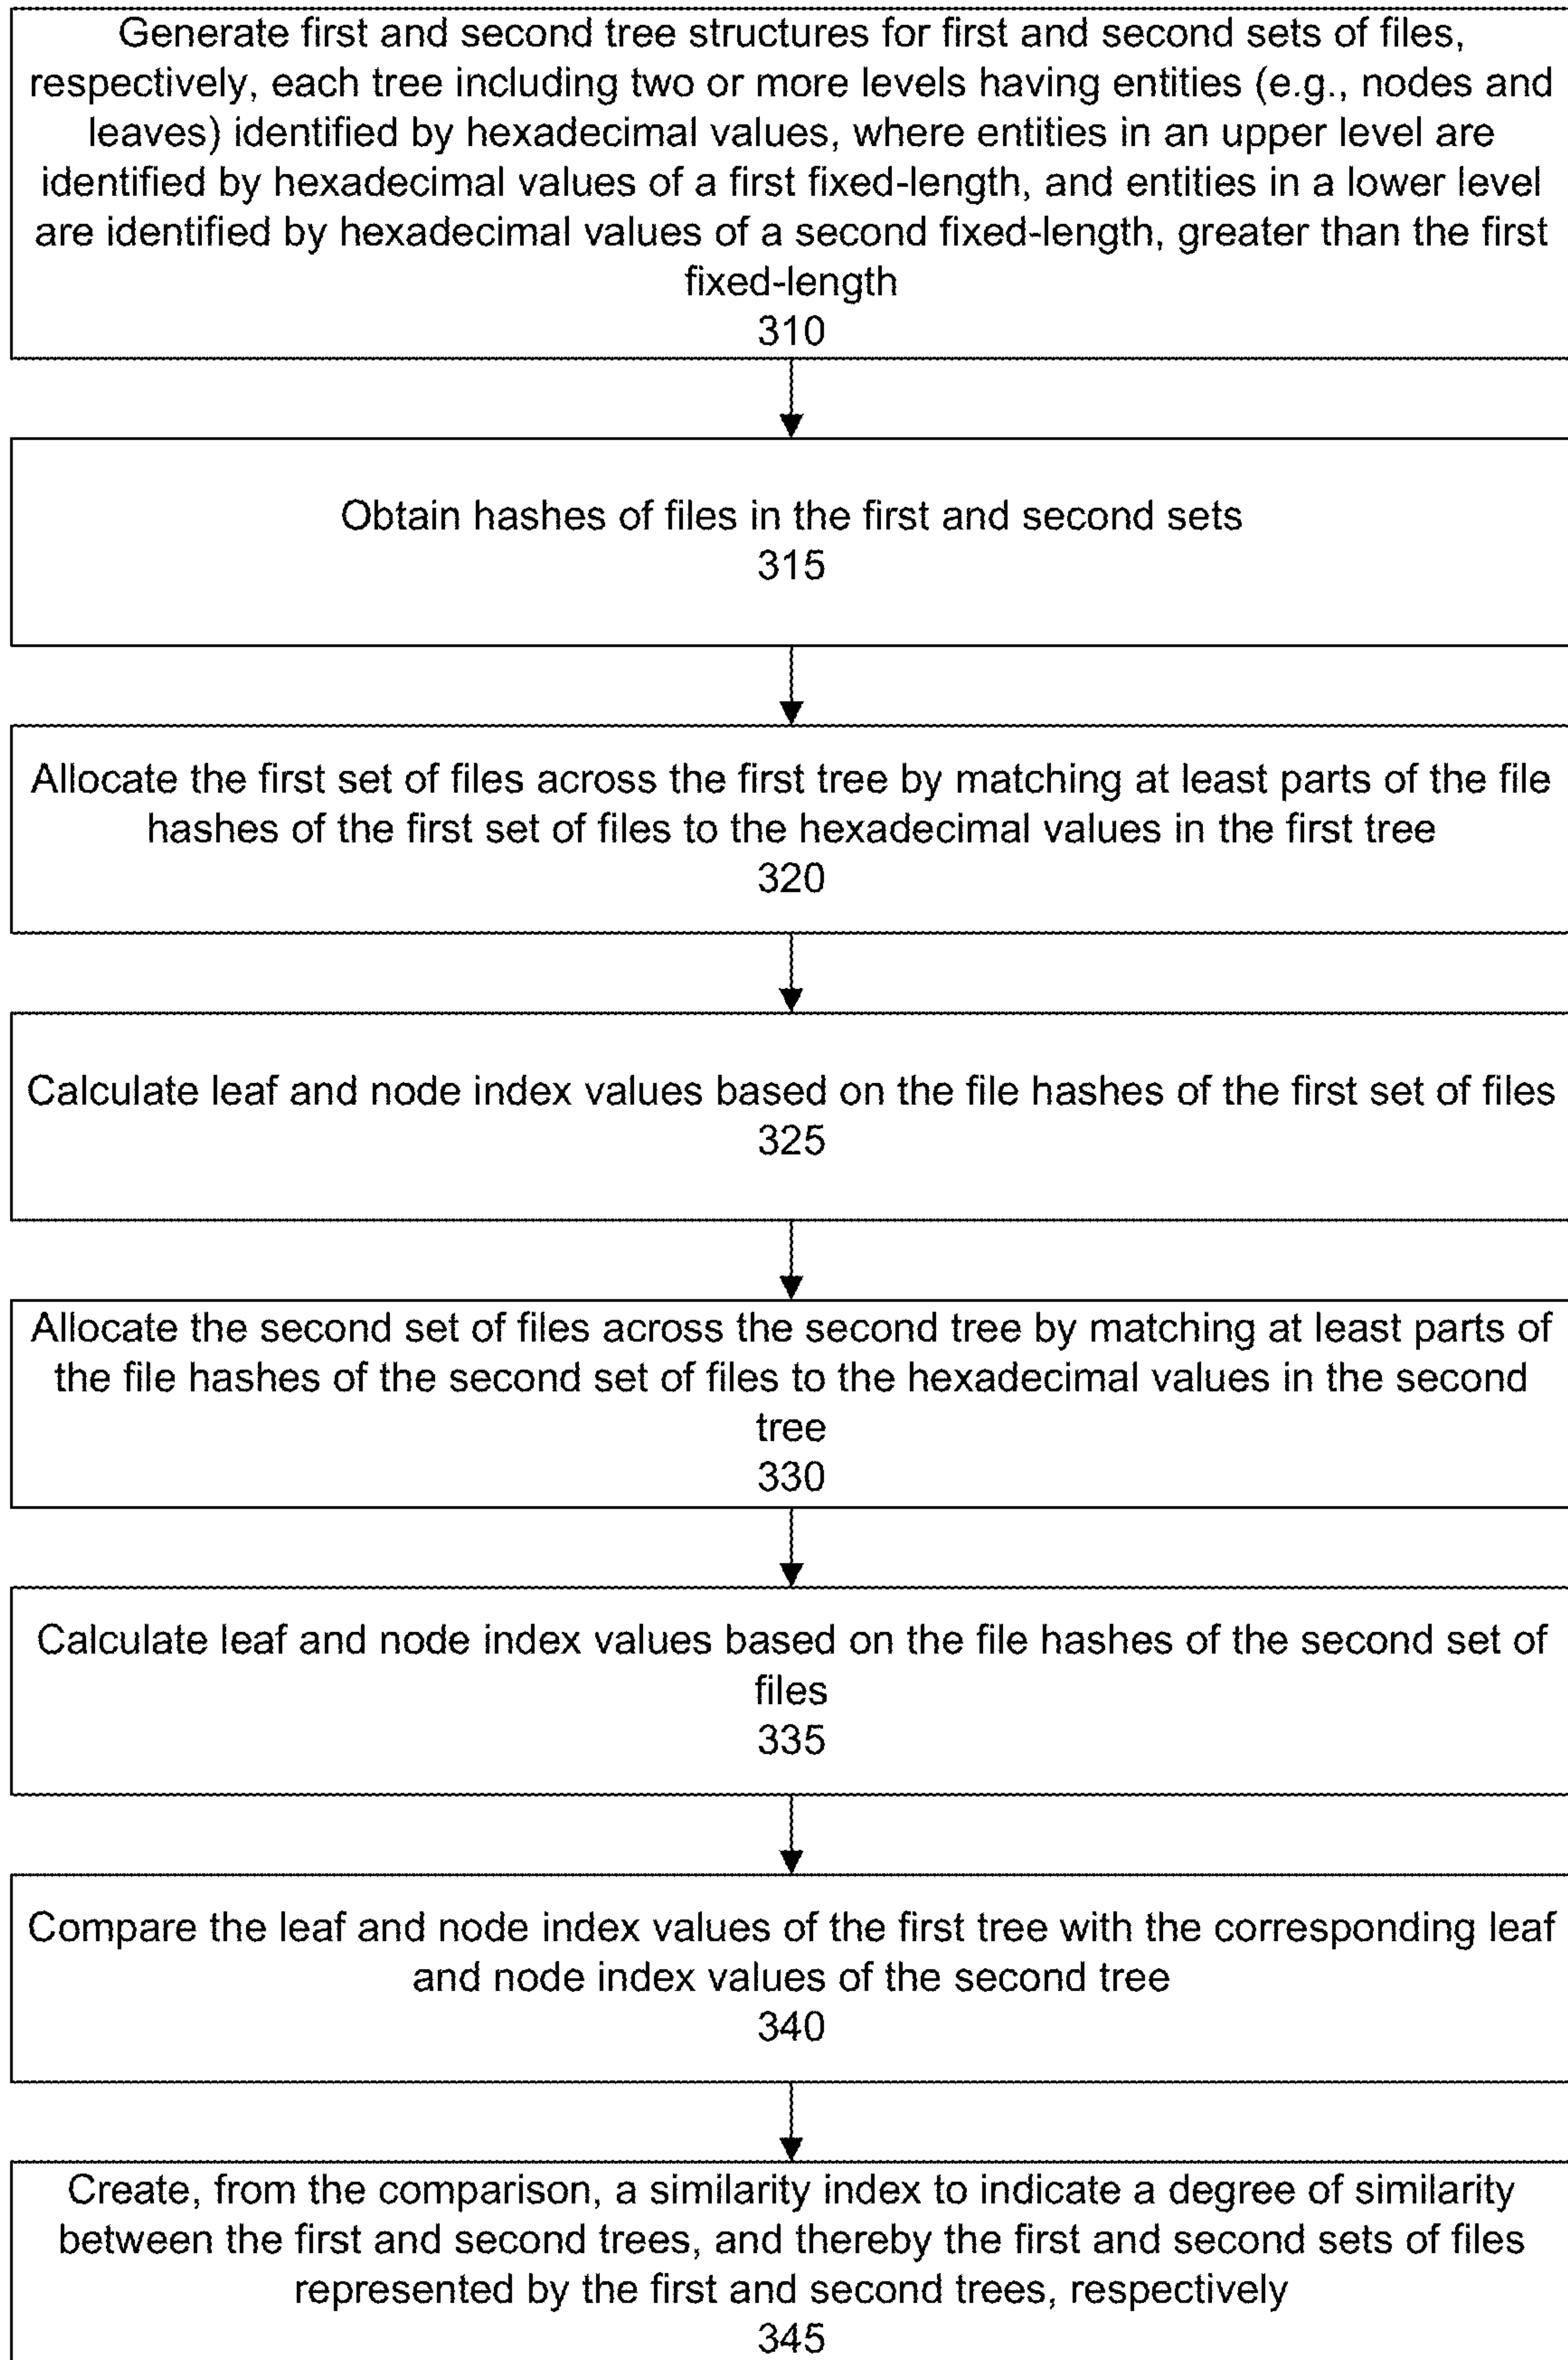 Generate first and second tree structures for first and second sets of files,
respectively, each tree including two or more levels having entities (e.g., nodes and
leaves) identified by hexadecimal values, where entities in an upper level are
identified by hexadecimal values of a first fixed-length, and entities in a lower level
are identified by hexadecimal values of a second fixed-length, greater than the first
fixed-length
310
Obtain hashes of files in the first and second sets
315
Allocate the first set of files across the first tree by matching at least parts of the file
hashes of the first set of files to the hexadecimal values in the first tree
320
Calculate leaf and node index values based on the file hashes of the first set of files
325
Allocate the second set of files across the second tree by matching at least parts of
the file hashes of the second set of files to the hexadecimal values in the second
tree
330
Calculate leaf and node index values based on the file hashes of the second set of
files
335
Compare the leaf and node index values of the first tree with the corresponding leaf
and node index values of the second tree
340
Create, from the comparison, a similarity index to indicate a degree of similarity
between the first and second trees, and thereby the first and second sets of files
represented by the first and second trees, respectively
345